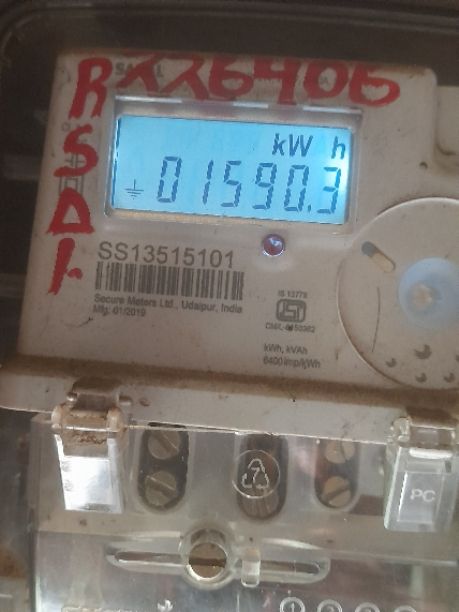 RSDL
kW h
01590.3
SS13515101
Secure Meters Ltd., Udaipur, India
Mfg. 01/2019
IS 13779
kWh, kVAh
6400 imp/kWh
PC